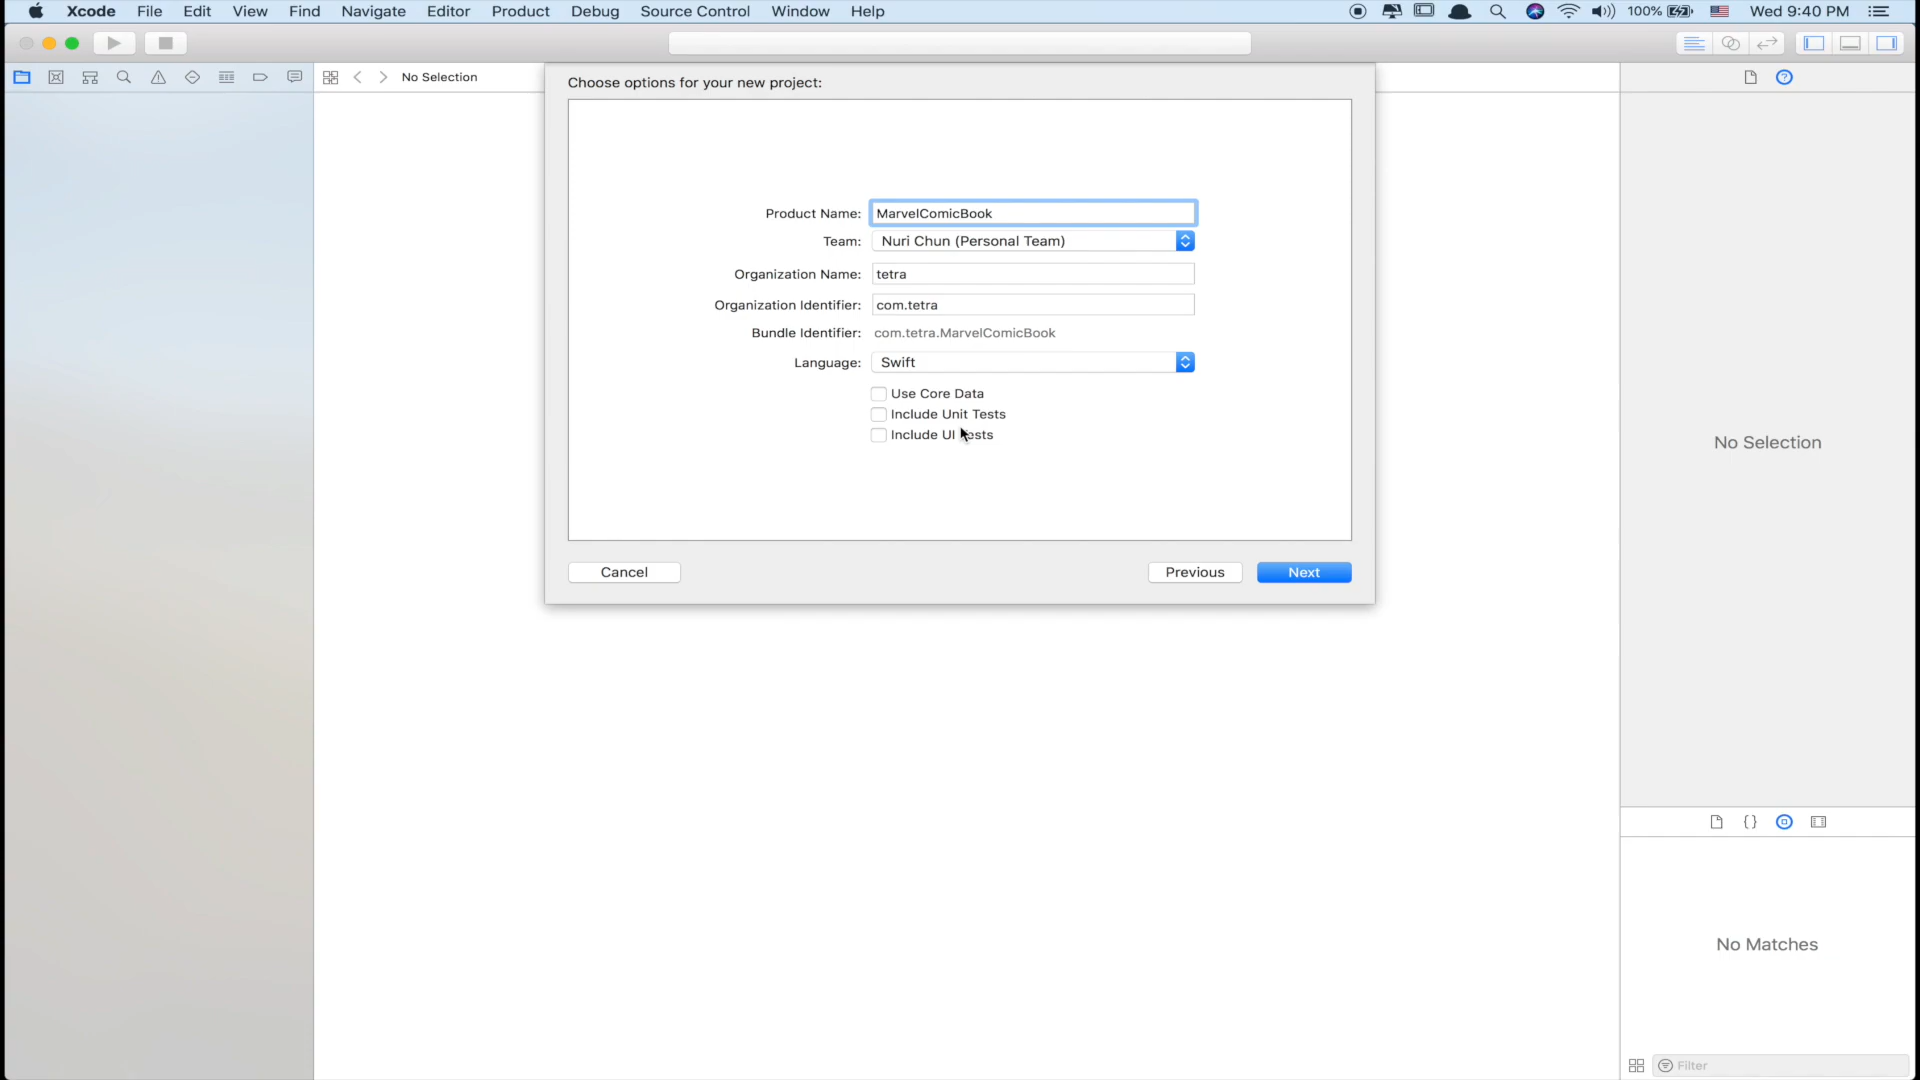 Xcode File Edit View Find Navigate Editor Product Debug Source Control Window Help 100% Wed 9:40 PM
No Selection
Choose options for your new project:
Product Name: MarvelComicBook
Team: Nuri Chun (Personal Team)
Organization Name: tetra
Organization Identifier: com.tetra
Bundle Identifier: com.tetra.MarvelComicBook
Language: Swift
Use Core Data
Include Unit Tests
Include UI Tests
Cancel Previous Next
No Selection
{}
No Matches
Filter